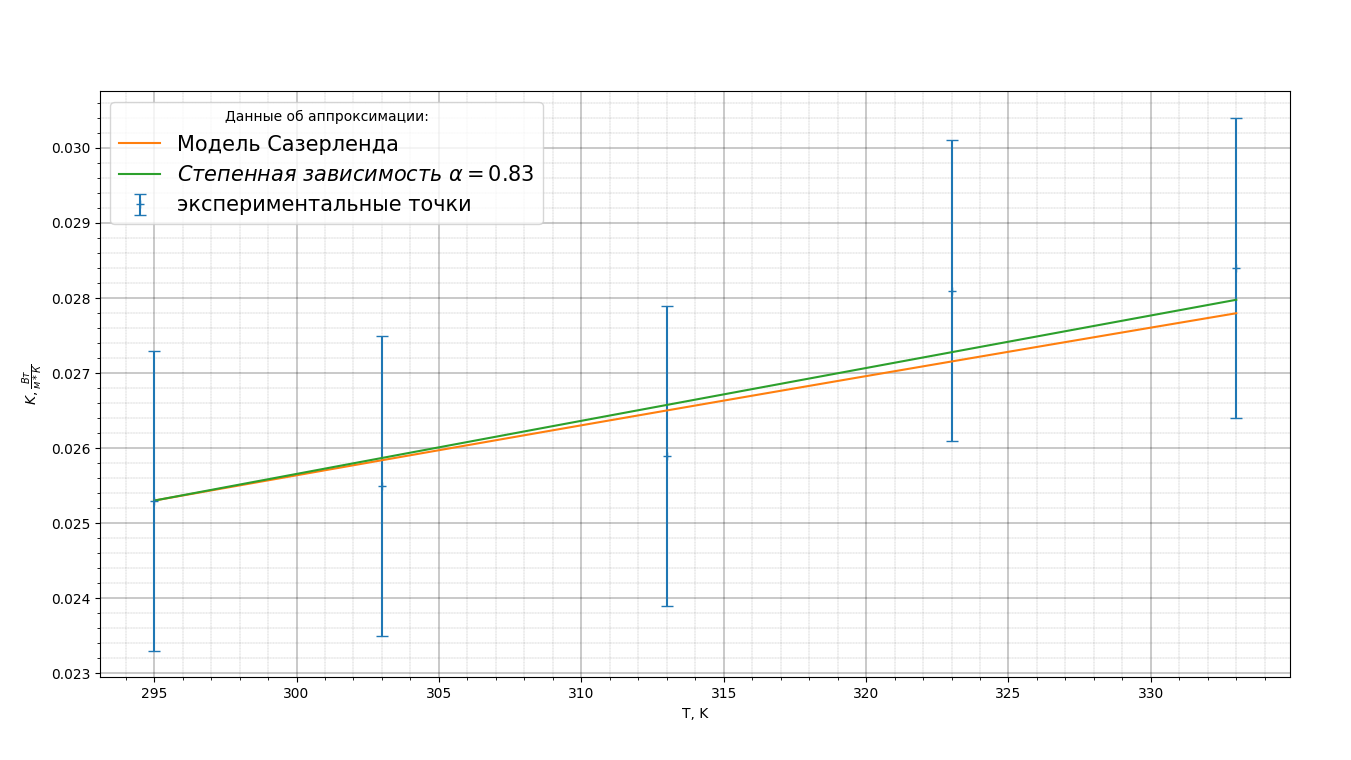 Данные об аппроксимации:
Модель Сазерленда
Степенная зависимость α = 0.83
экспериментальные точки
0.030
0.029
0.028
0.027
0.026
0.025
0.024
0.023
K, Вт/м*К
295 300 305 310 315 320 325 330
T, K